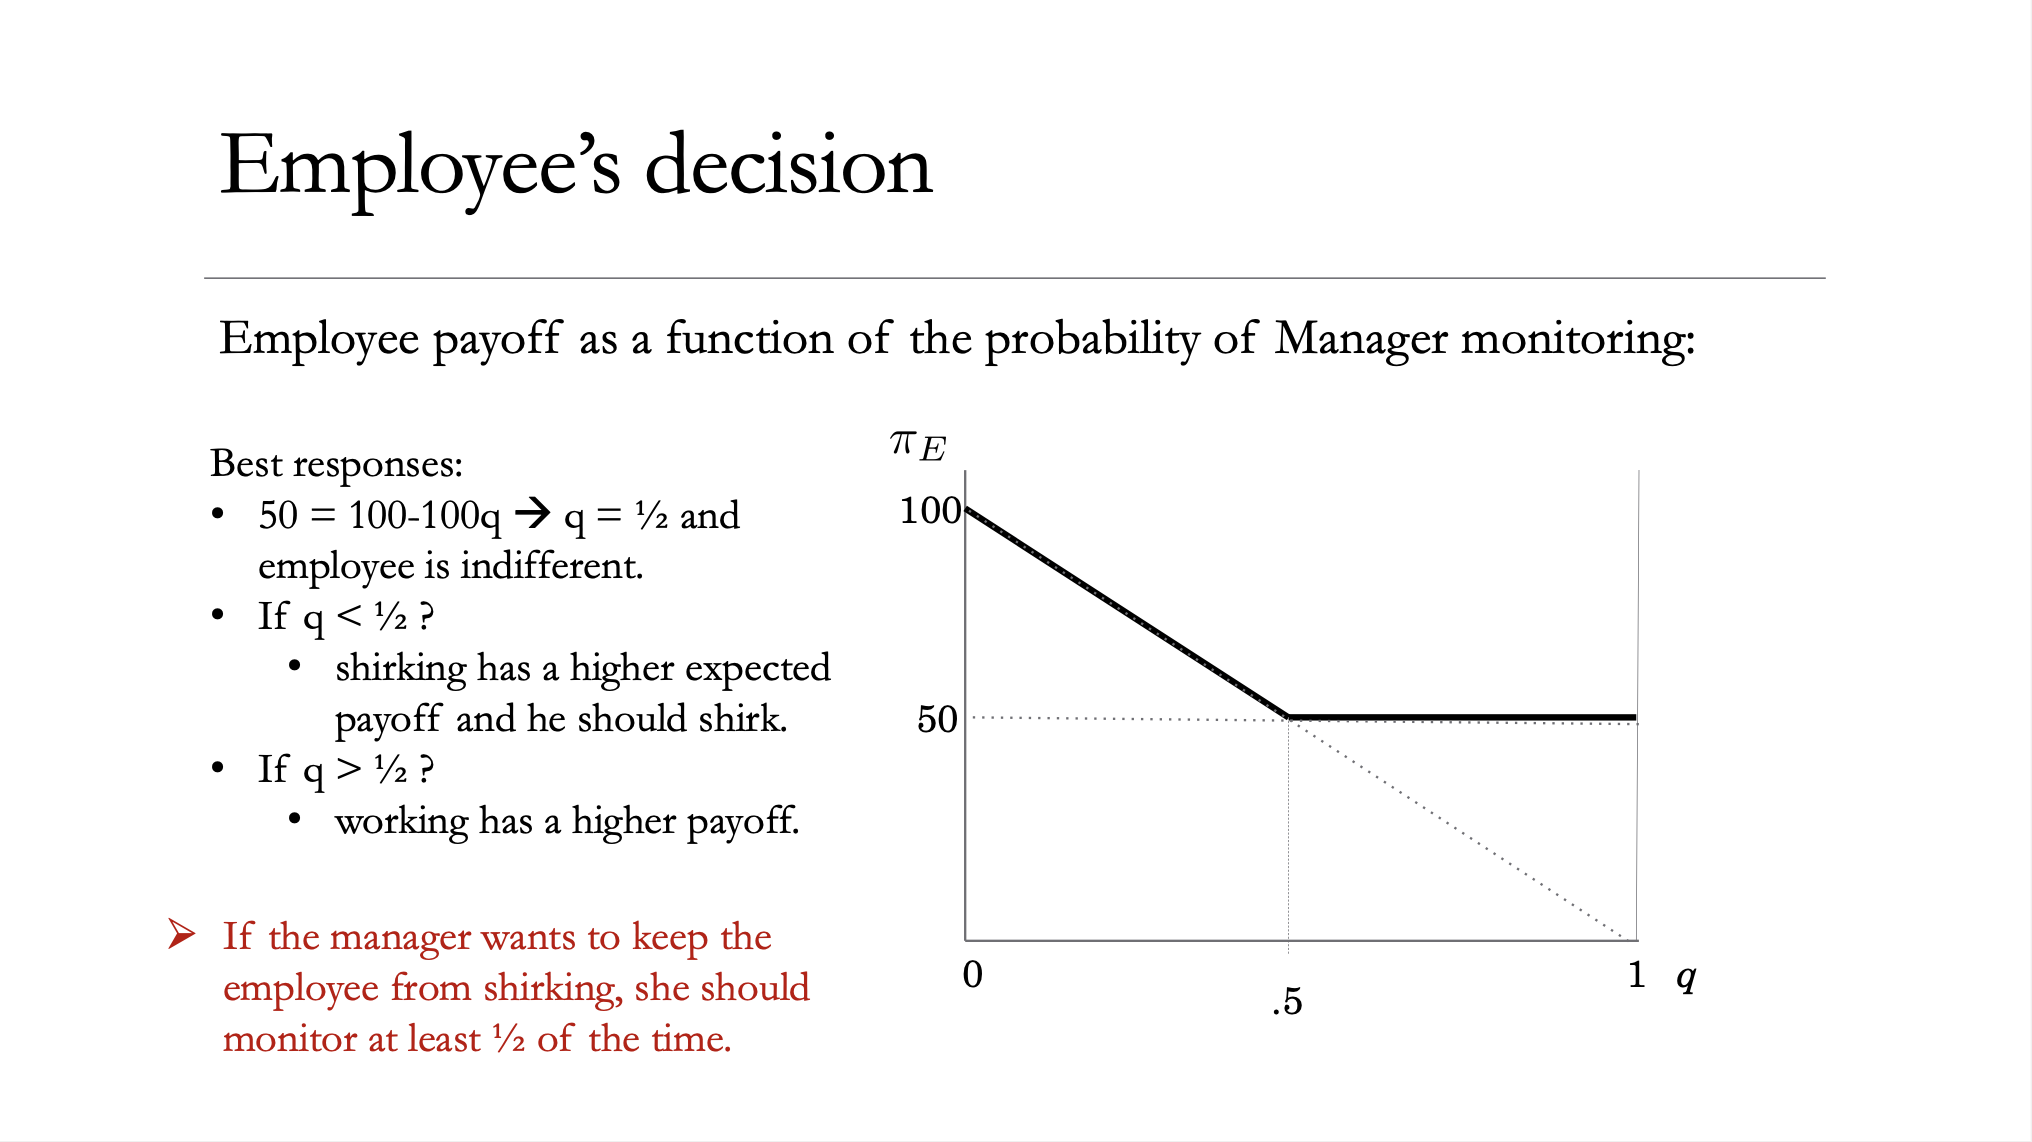 Employee’s decision
Employee payoff as a function of the probability of Manager monitoring:
Best responses:
• 50 = 100-100q → q = ½ and
employee is indifferent.
• If q < ½ ?
• shirking has a higher expected
payoff and he should shirk.
• If q > ½ ?
• working has a higher payoff.
➢ If the manager wants to keep the
employee from shirking, she should
monitor at least ½ of the time.
π_E
100
50
0
.5
1 q